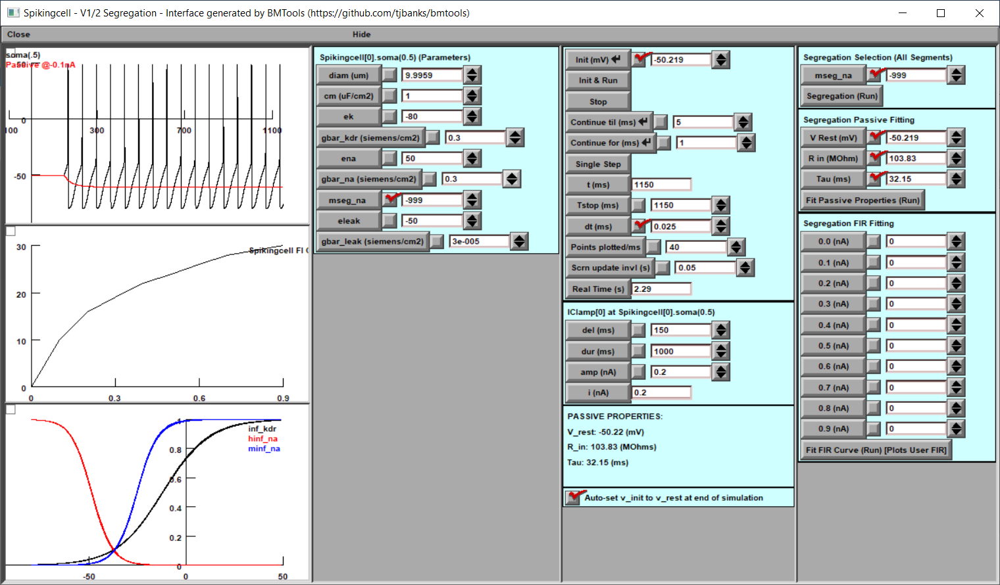 Spikingcell - V1/2 Segregation - Interface generated by BMTools (https://github.com/tjbanks/bmtools)
Close
Hide
soma(.5)
Passive @-0.1nA
50
0
-50
100
300
700
1100
30
20
10
0
Spikingcell FI
0
0.3
0.6
0.9
inf_kdr
hinf_na
minf_na
1
0.8
0.6
0.4
0.2
0
-50
0
50
Spikingcell[0].soma(0.5) (Parameters)
diam (um) 9.9959
cm (uF/cm2) 1
ek -80
gbar_kdr (siemens/cm2) 0.3
ena 50
gbar_na (siemens/cm2) 0.3
mseg_na -999
eleak -50
gbar_leak (siemens/cm2) 3e-005
Init (mV) -50.219
Init & Run
Stop
Continue til (ms) 5
Continue for (ms) 1
Single Step
t (ms) 1150
Tstop (ms) 1150
dt (ms) 0.025
Points plotted/ms 40
Scrn update invl (s) 0.05
Real Time (s) 2.29
IClamp[0] at Spikingcell[0].soma(0.5)
del (ms) 150
dur (ms) 1000
amp (nA) 0.2
i (nA) 0.2
PASSIVE PROPERTIES:
V_rest: -50.22 (mV)
R_in: 103.83 (MOhms)
Tau: 32.15 (ms)
Auto-set v_init to v_rest at end of simulation
Segregation Selection (All Segments)
mseg_na -999
Segregation (Run)
Segregation Passive Fitting
V Rest (mV) -50.219
R in (MOhm) 103.83
Tau (ms) 32.15
Fit Passive Properties (Run)
Segregation FIR Fitting
0.0 (nA) 0
0.1 (nA) 0
0.2 (nA) 0
0.3 (nA) 0
0.4 (nA) 0
0.5 (nA) 0
0.6 (nA) 0
0.7 (nA) 0
0.8 (nA) 0
0.9 (nA) 0
Fit FIR Curve (Run) [Plots User FIR]